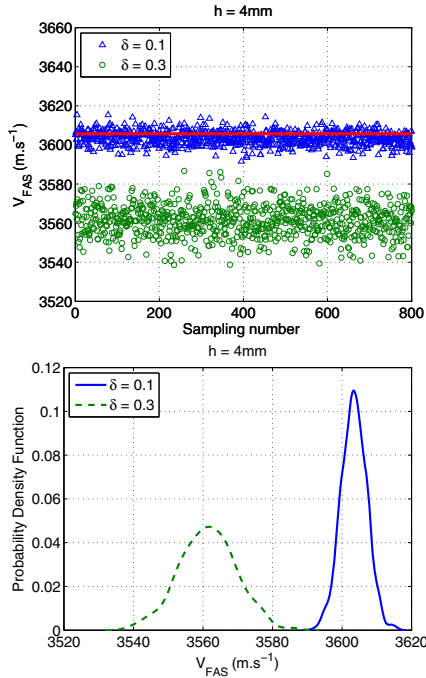 h = 4mm
3660
3640
3620
3600
3580
3560
3540
3520
V_FAS (m.s⁻¹)
δ = 0.1
δ = 0.3
0 200 400 600 800
Sampling number
h = 4mm
0.12
0.1
0.08
0.06
0.04
0.02
0
Probability Density Function
δ = 0.1
δ = 0.3
3520 3540 3560 3580 3600 3620
V_FAS (m.s⁻¹)